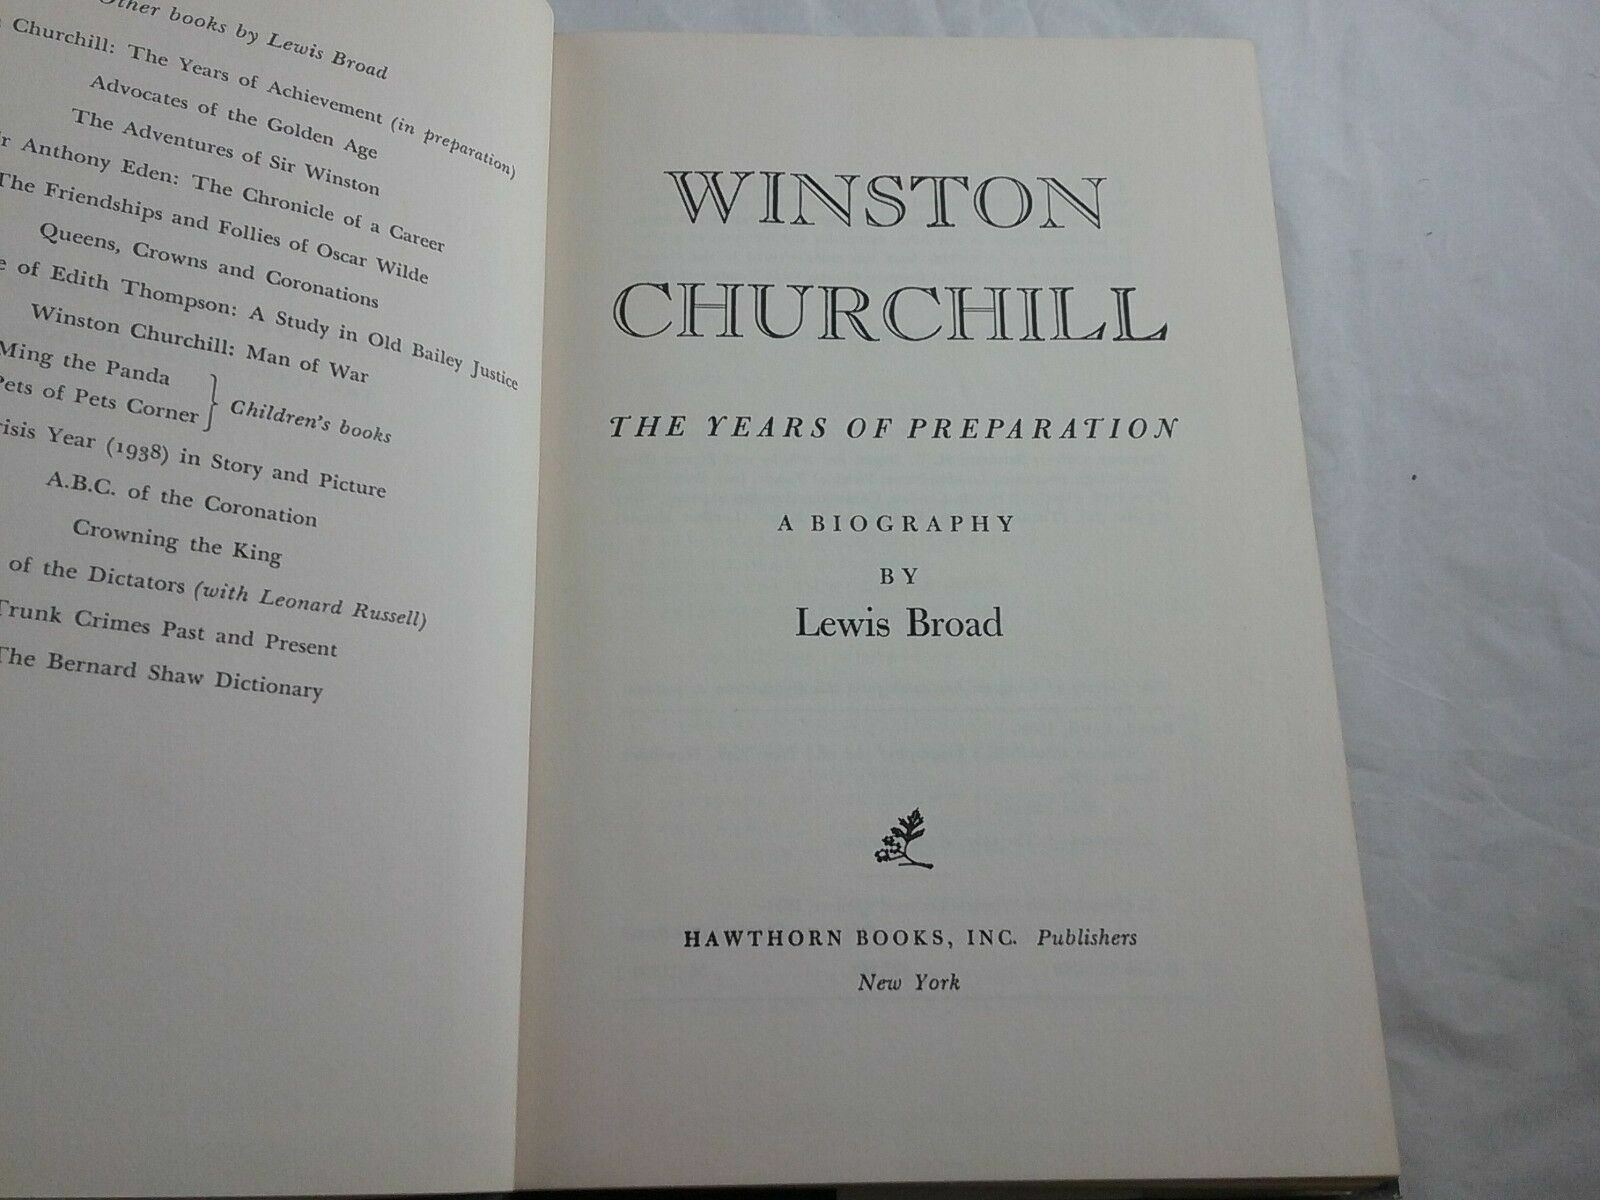 Other books by Lewis Broad
Churchill: The Years of Achievement (in preparation)
Advocates of the Golden Age
The Adventures of Sir Winston
Anthony Eden: The Chronicle of a Career
The Friendships and Follies of Oscar Wilde
Queens, Crowns and Coronations
of Edith Thompson: A Study in Old Bailey Justice
Winston Churchill: Man of War
Ming the Panda
Pets of Pets Corner } Children's books
Year (1938) in Story and Picture
A.B.C. of the Coronation
Crowning the King
of the Dictators (with Leonard Russell)
Trunk Crimes Past and Present
The Bernard Shaw Dictionary
WINSTON
CHURCHILL
THE YEARS OF PREPARATION
A BIOGRAPHY
BY
Lewis Broad
HAWTHORN BOOKS, INC. Publishers
New York